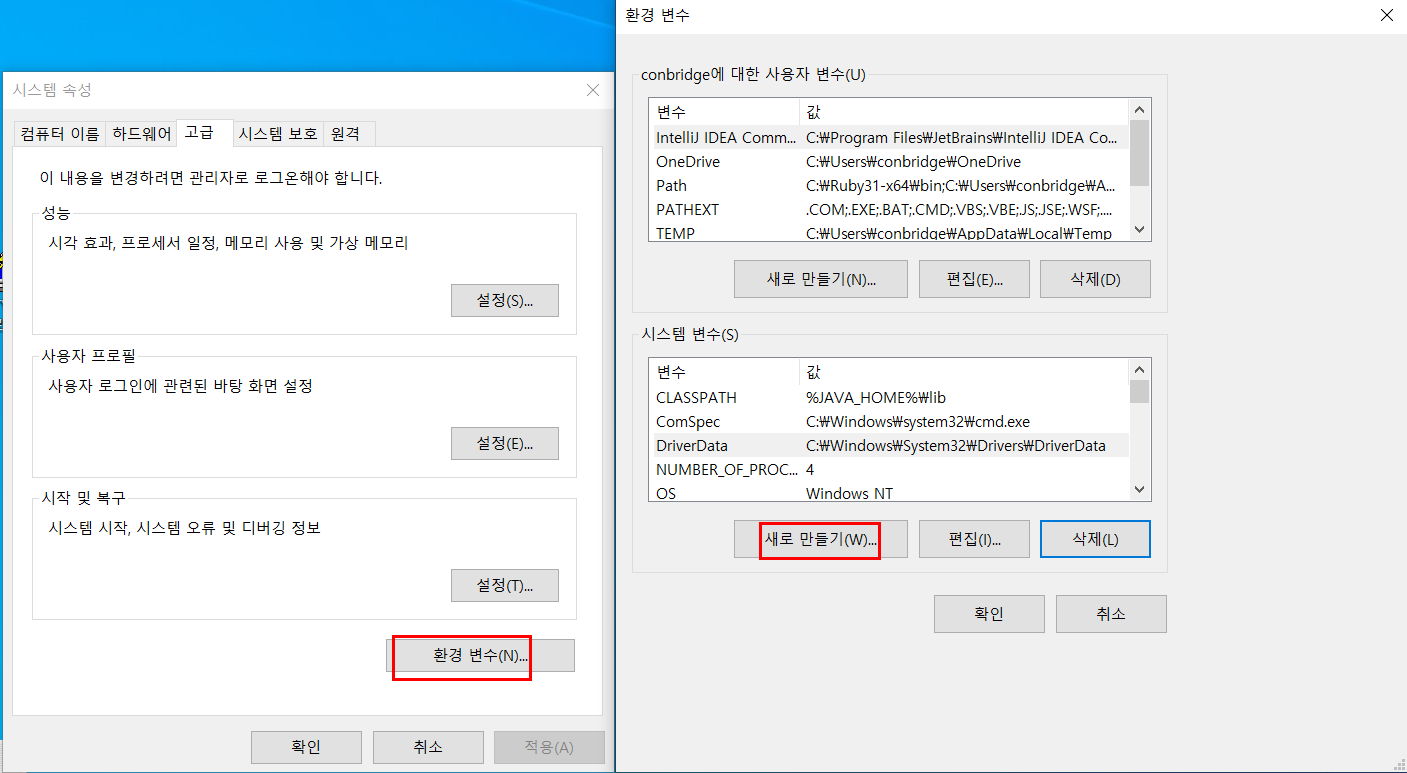 시스템 속성
컴퓨터 이름 하드웨어 고급 시스템 보호 원격
이 내용을 변경하려면 관리자로 로그온해야 합니다.
성능
시각 효과, 프로세서 일정, 메모리 사용 및 가상 메모리
설정(S)...
사용자 프로필
사용자 로그인에 관련된 바탕 화면 설정
설정(E)...
시작 및 복구
시스템 시작, 시스템 오류 및 디버깅 정보
설정(T)...
환경 변수(N)...
확인 취소 적용(A)
환경 변수
conbridge에 대한 사용자 변수(U)
변수 값
IntelliJ IDEA Comm... C:₩Program Files₩JetBrains₩IntelliJ IDEA Co...
OneDrive C:₩Users₩conbridge₩OneDrive
Path C:₩Ruby31-x64₩bin;C:₩Users₩conbridge₩A...
PATHEXT .COM;.EXE;.BAT;.CMD;.VBS;.VBE;.JS;.JSE;.WSF;....
TEMP C:₩Users₩conbridge₩AppData₩Local₩Temp
새로 만들기(N)... 편집(E)... 삭제(D)
시스템 변수(S)
변수 값
CLASSPATH %JAVA_HOME%₩lib
ComSpec C:₩Windows₩system32₩cmd.exe
DriverData C:₩Windows₩System32₩Drivers₩DriverData
NUMBER_OF_PROC... 4
OS Windows NT
새로 만들기(W)... 편집(I)... 삭제(L)
확인 취소